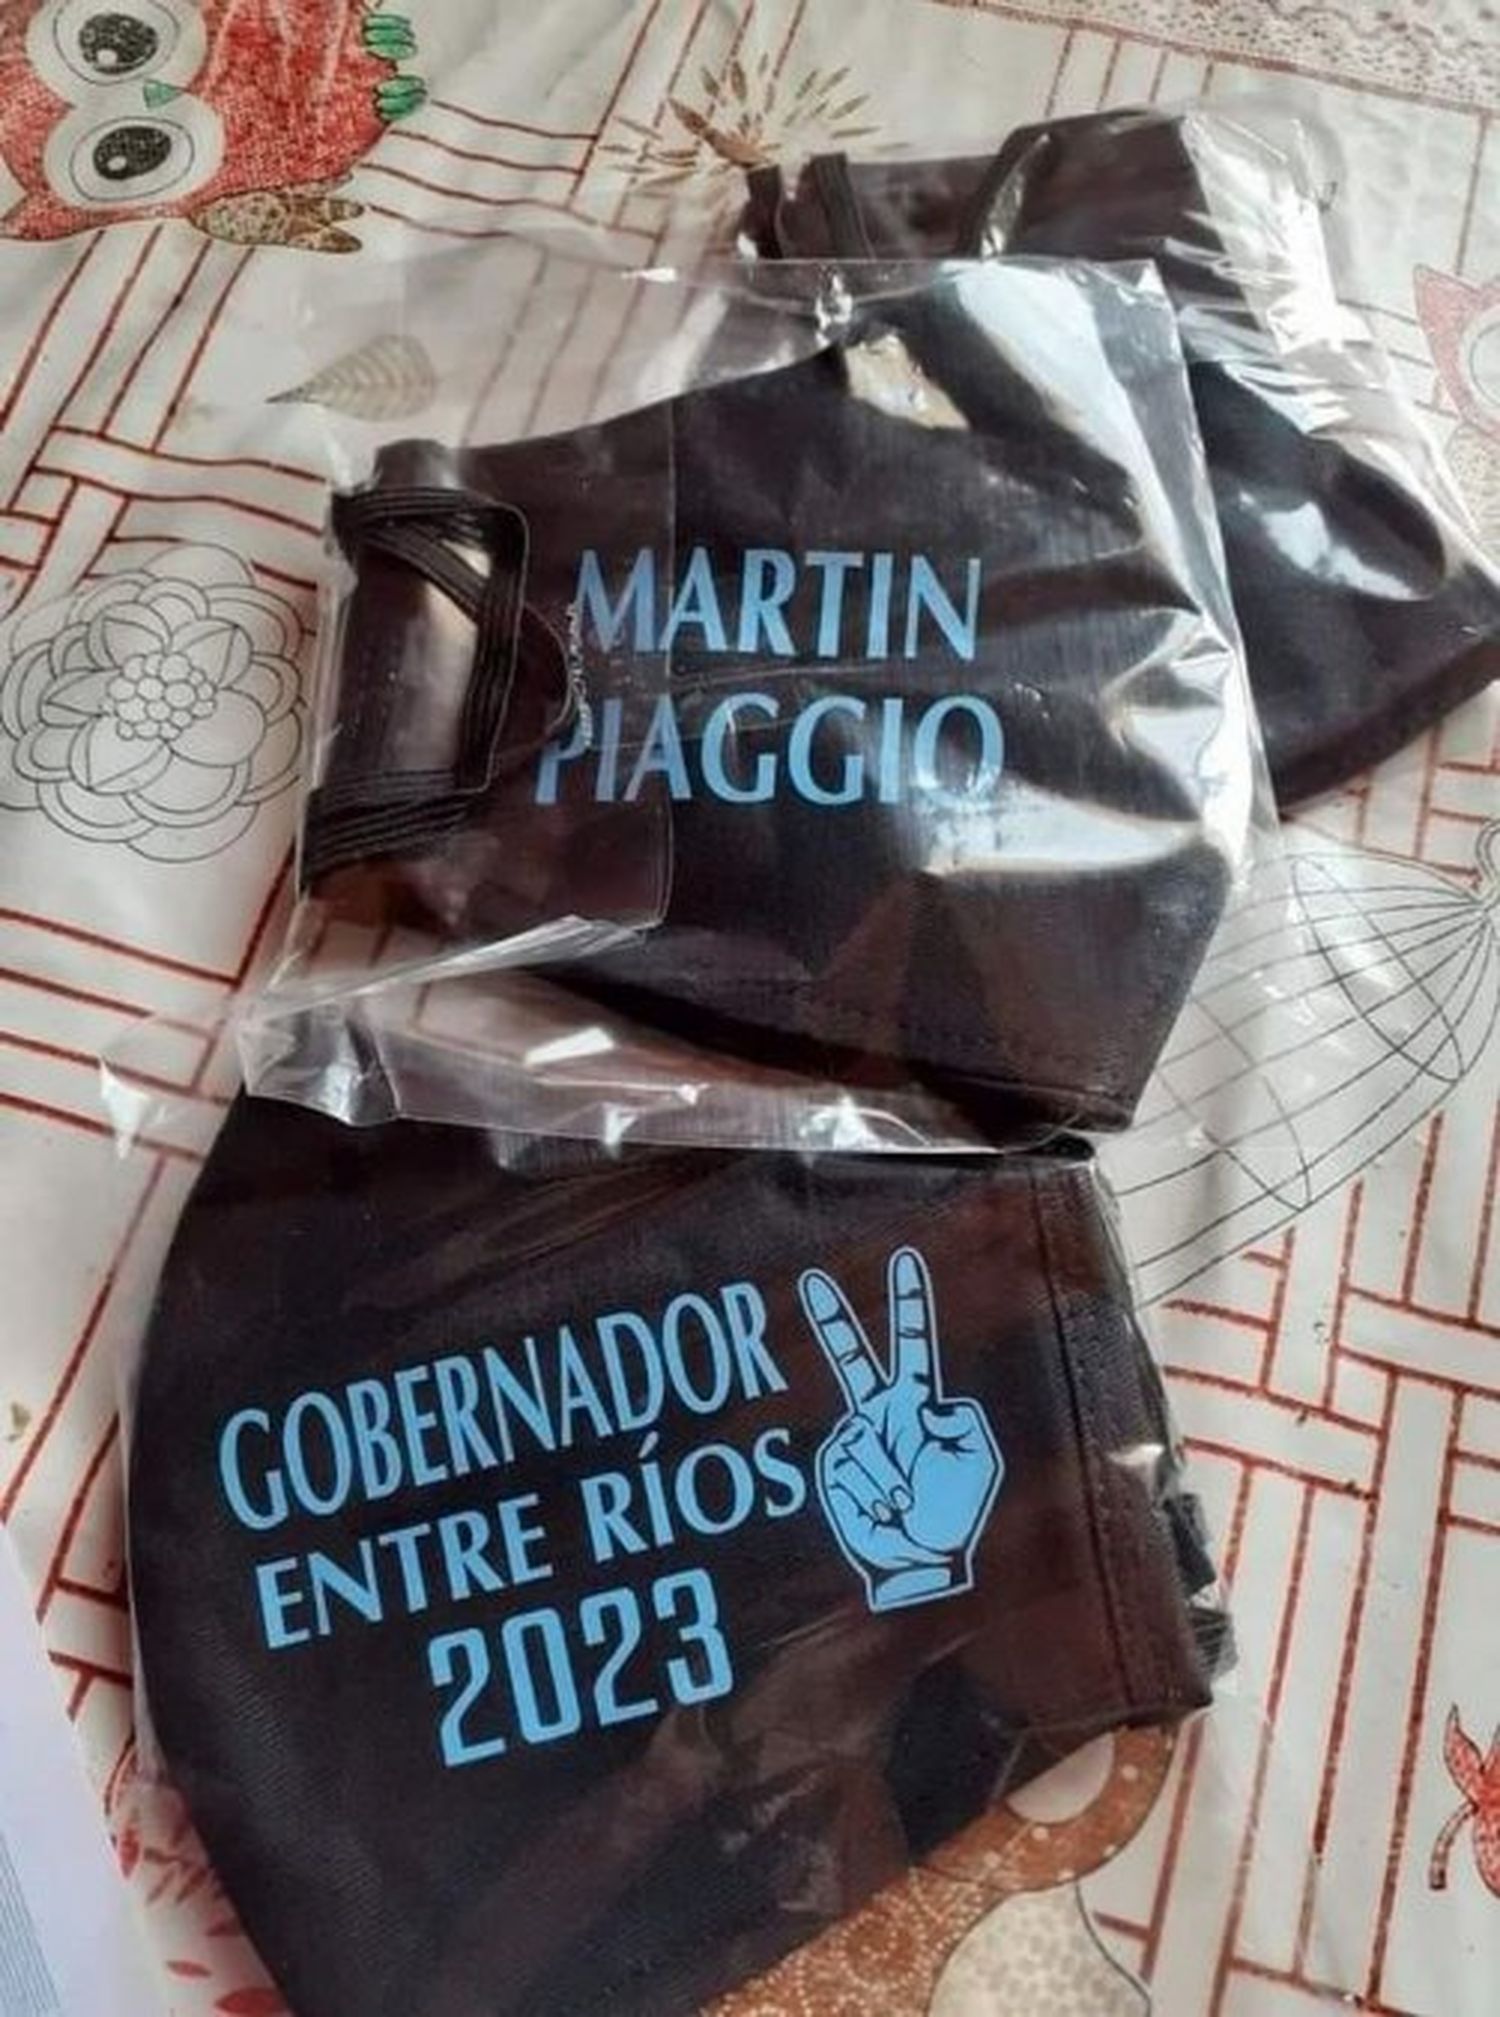 MARTIN
PIAGGIO
GOBERNADOR
ENTRE RÍOS
2023